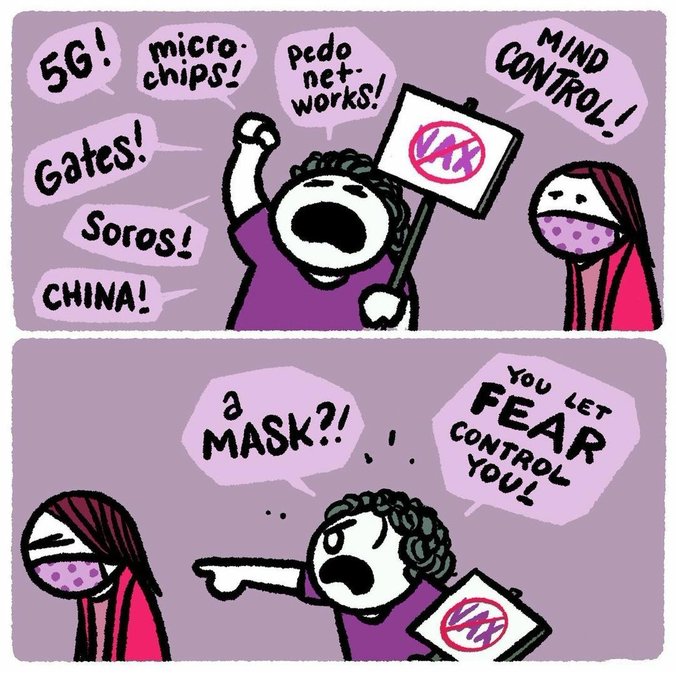 5G!
micro-
chips!
Pedo
net-
works!
MIND
CONTROL!
Gates!
Soros!
CHINA!
VAX
a
MASK?!
YOU LET
FEAR
CONTROL
YOU!
VAX